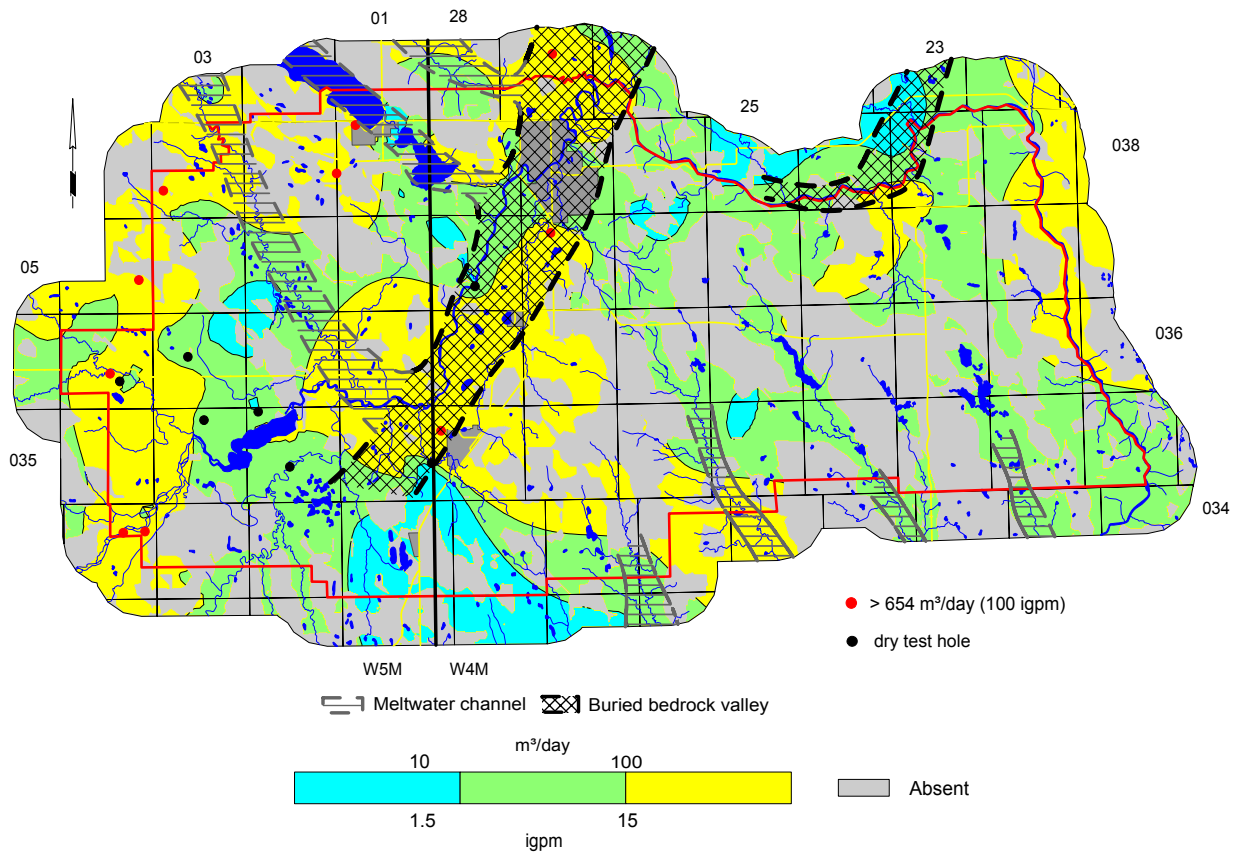 01
28
03
23
25
038
05
036
035
034
> 654 m³/day (100 igpm)
dry test hole
W5M
W4M
Meltwater channel
Buried bedrock valley
m³/day
10
100
Absent
1.5
15
igpm